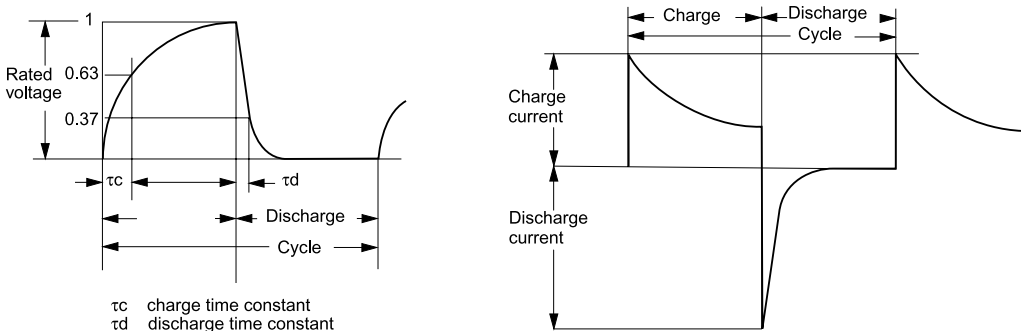 1
Rated
voltage
0.63
0.37
τc
τd
Discharge
Cycle
τc charge time constant
τd discharge time constant
Charge
Discharge
Cycle
Charge
current
Discharge
current